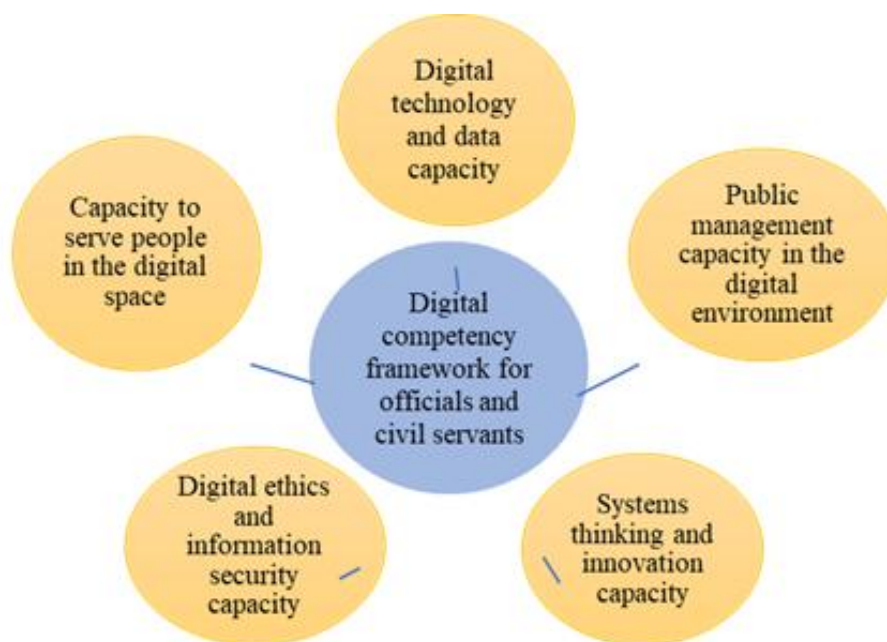 Digital
technology
and data
capacity
Capacity to
serve people
in the digital
space
Public
management
capacity in the
digital
environment
Digital
competency
framework for
officials and
civil servants
Digital ethics
and
information
security
capacity
Systems
thinking and
innovation
capacity